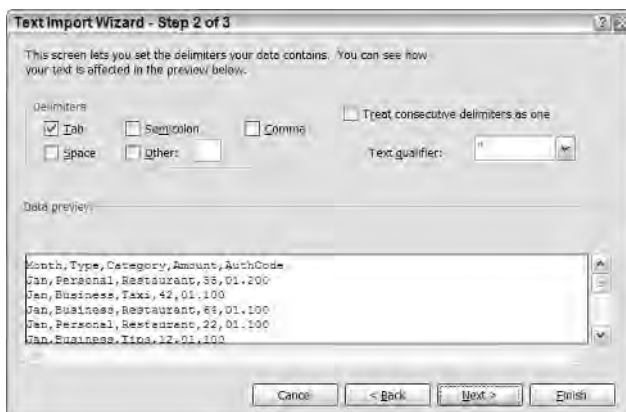 Text Import Wizard - Step 2 of 3
This screen lets you set the delimiters your data contains. You can see how
your text is affected in the preview below.
Delimiters
Tab
Semicolon
Comma
Space
Other:
Treat consecutive delimiters as one
Text qualifier:
"
Data preview
Month,Type,Category,Amount,AuthCode
Jan,Personal,Restaurant,38,01.200
Jan,Business,Taxi,42,01.100
Jan,Business,Restaurant,64,01.100
Jan,Personal,Restaurant,22,01.100
Jan,Business,Tips,12,01.100
Cancel
< Back
Next >
Finish